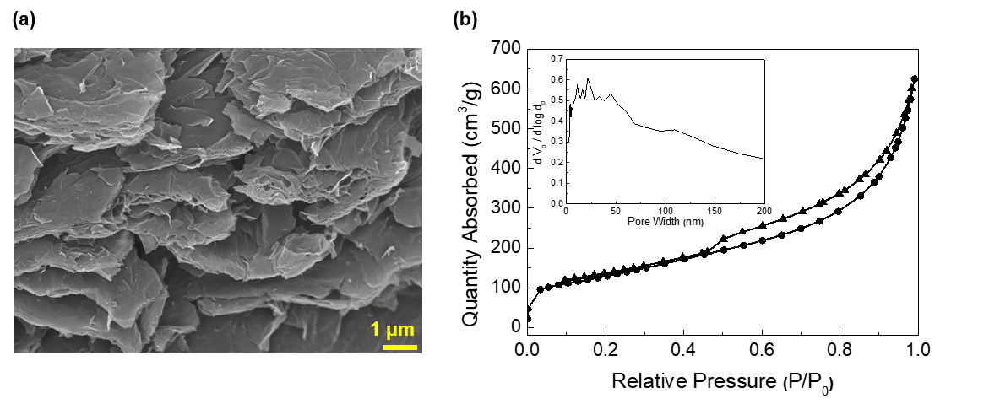 (a)
1 µm
(b)
Quantity Absorbed (cm³/g)
700
600
500
400
300
200
100
0
0.0 0.2 0.4 0.6 0.8 1.0
Relative Pressure (P/P₀)
d Vₚ / d log dₚ
0.7
0.6
0.5
0.4
0.3
0.2
0.1
0.0
0 50 100 150 200
Pore Width (nm)